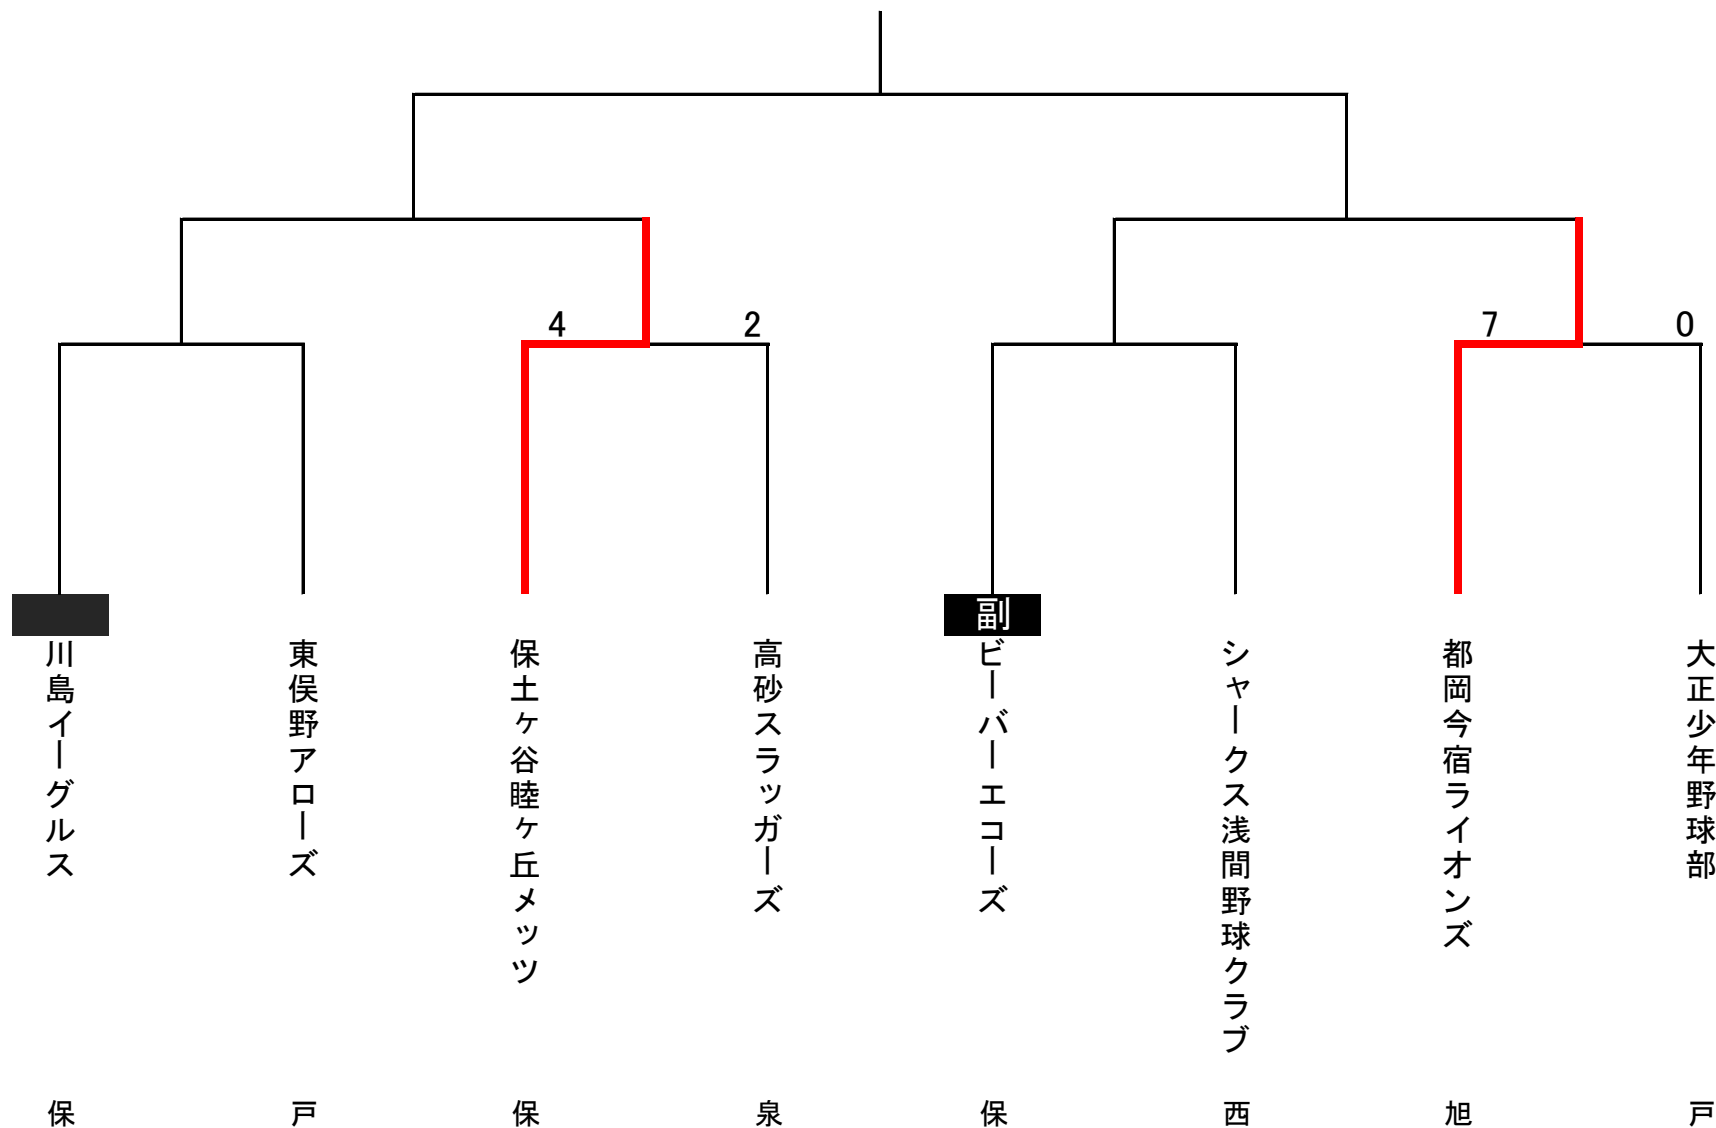 4
2
7
0
副
川島イーグルス
東俣野アローズ
保土ヶ谷睦ヶ丘メッツ
高砂スラッガーズ
ビーバーエコーズ
シャークス浅間野球クラブ
都岡今宿ライオンズ
大正少年野球部
保
戸
保
泉
保
西
旭
戸